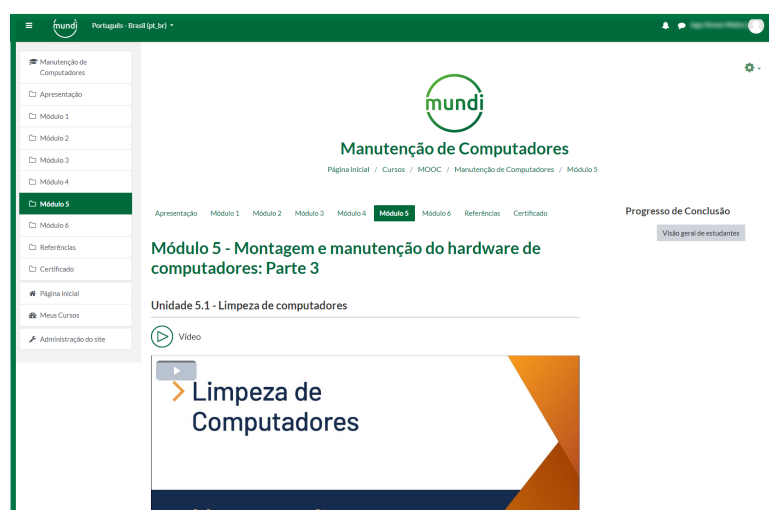 mundi
Português - Brasil (pt_br)
Manutenção de
Computadores
Apresentação
Módulo 1
Módulo 2
Módulo 3
Módulo 4
Módulo 5
Módulo 6
Referências
Certificado
Página inicial
Meus Cursos
Administração do site
mundi
Manutenção de Computadores
Página inicial / Cursos / MOOC / Manutenção de Computadores / Módulo 5
Apresentação Módulo 1 Módulo 2 Módulo 3 Módulo 4 Módulo 5 Módulo 6 Referências Certificado
Módulo 5 - Montagem e manutenção do hardware de
computadores: Parte 3
Unidade 5.1 - Limpeza de computadores
Vídeo
Limpeza de
Computadores
Progresso de Conclusão
Visão geral de estudantes